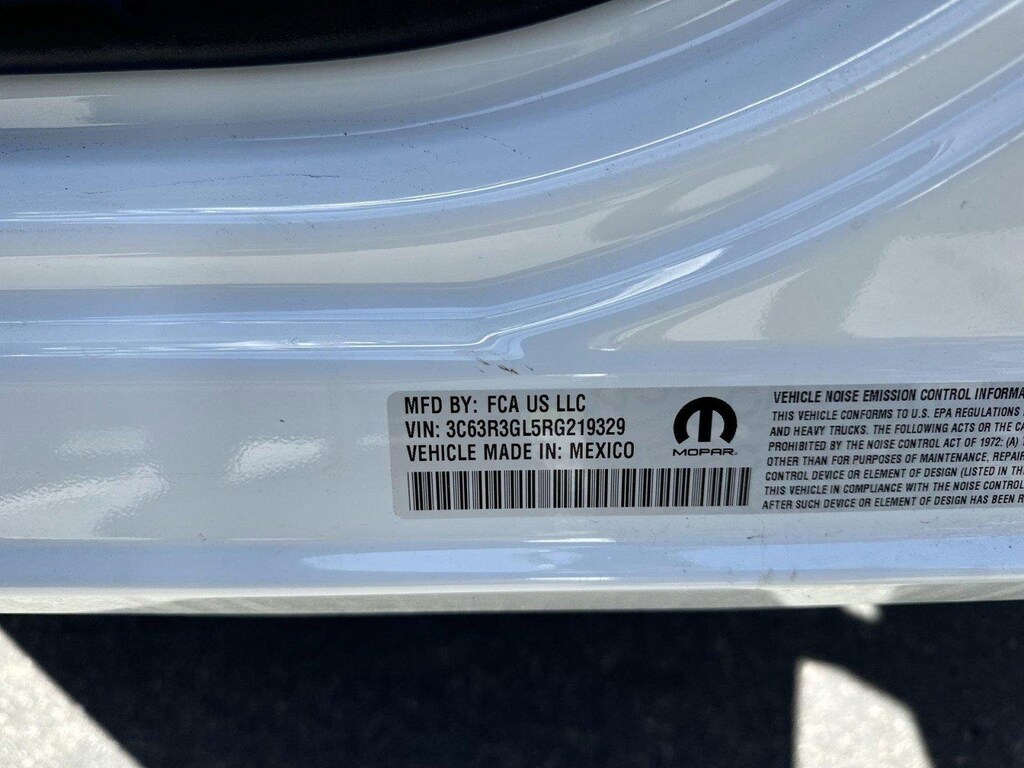 MFD BY: FCA US LLC
VIN: 3C63R3GL5RG219329
VEHICLE MADE IN: MEXICO
MOPAR
VEHICLE NOISE EMISSION CONTROL INFORMA
THIS VEHICLE CONFORMS TO U.S. EPA REGULATIONS
AND HEAVY TRUCKS. THE FOLLOWING ACTS OR THE CA
PROHIBITED BY THE NOISE CONTROL ACT OF 1972: (A)
OTHER THAN FOR PURPOSES OF MAINTENANCE, REPAIR
CONTROL DEVICE OR ELEMENT OF DESIGN (LISTED IN TH
THIS VEHICLE IN COMPLIANCE WITH THE NOISE CONTROL
AFTER SUCH DEVICE OR ELEMENT OF DESIGN HAS BEEN R